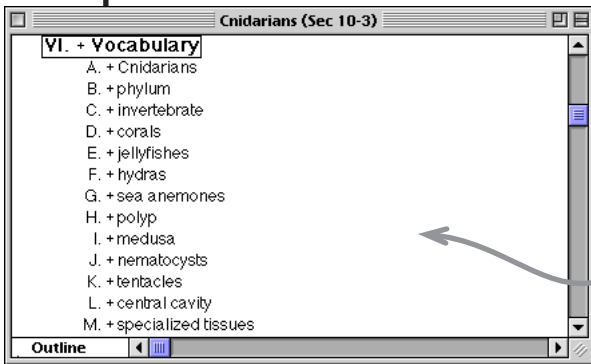 Cnidarians (Sec 10-3)
VI. + Vocabulary
A. + Cnidarians
B. + phylum
C. + invertebrate
D. + corals
E. + jellyfishes
F. + hydras
G. + sea anemones
H. + polyp
I. + medusa
J. + nematocysts
K. + tentacles
L. + central cavity
M. + specialized tissues
Outline